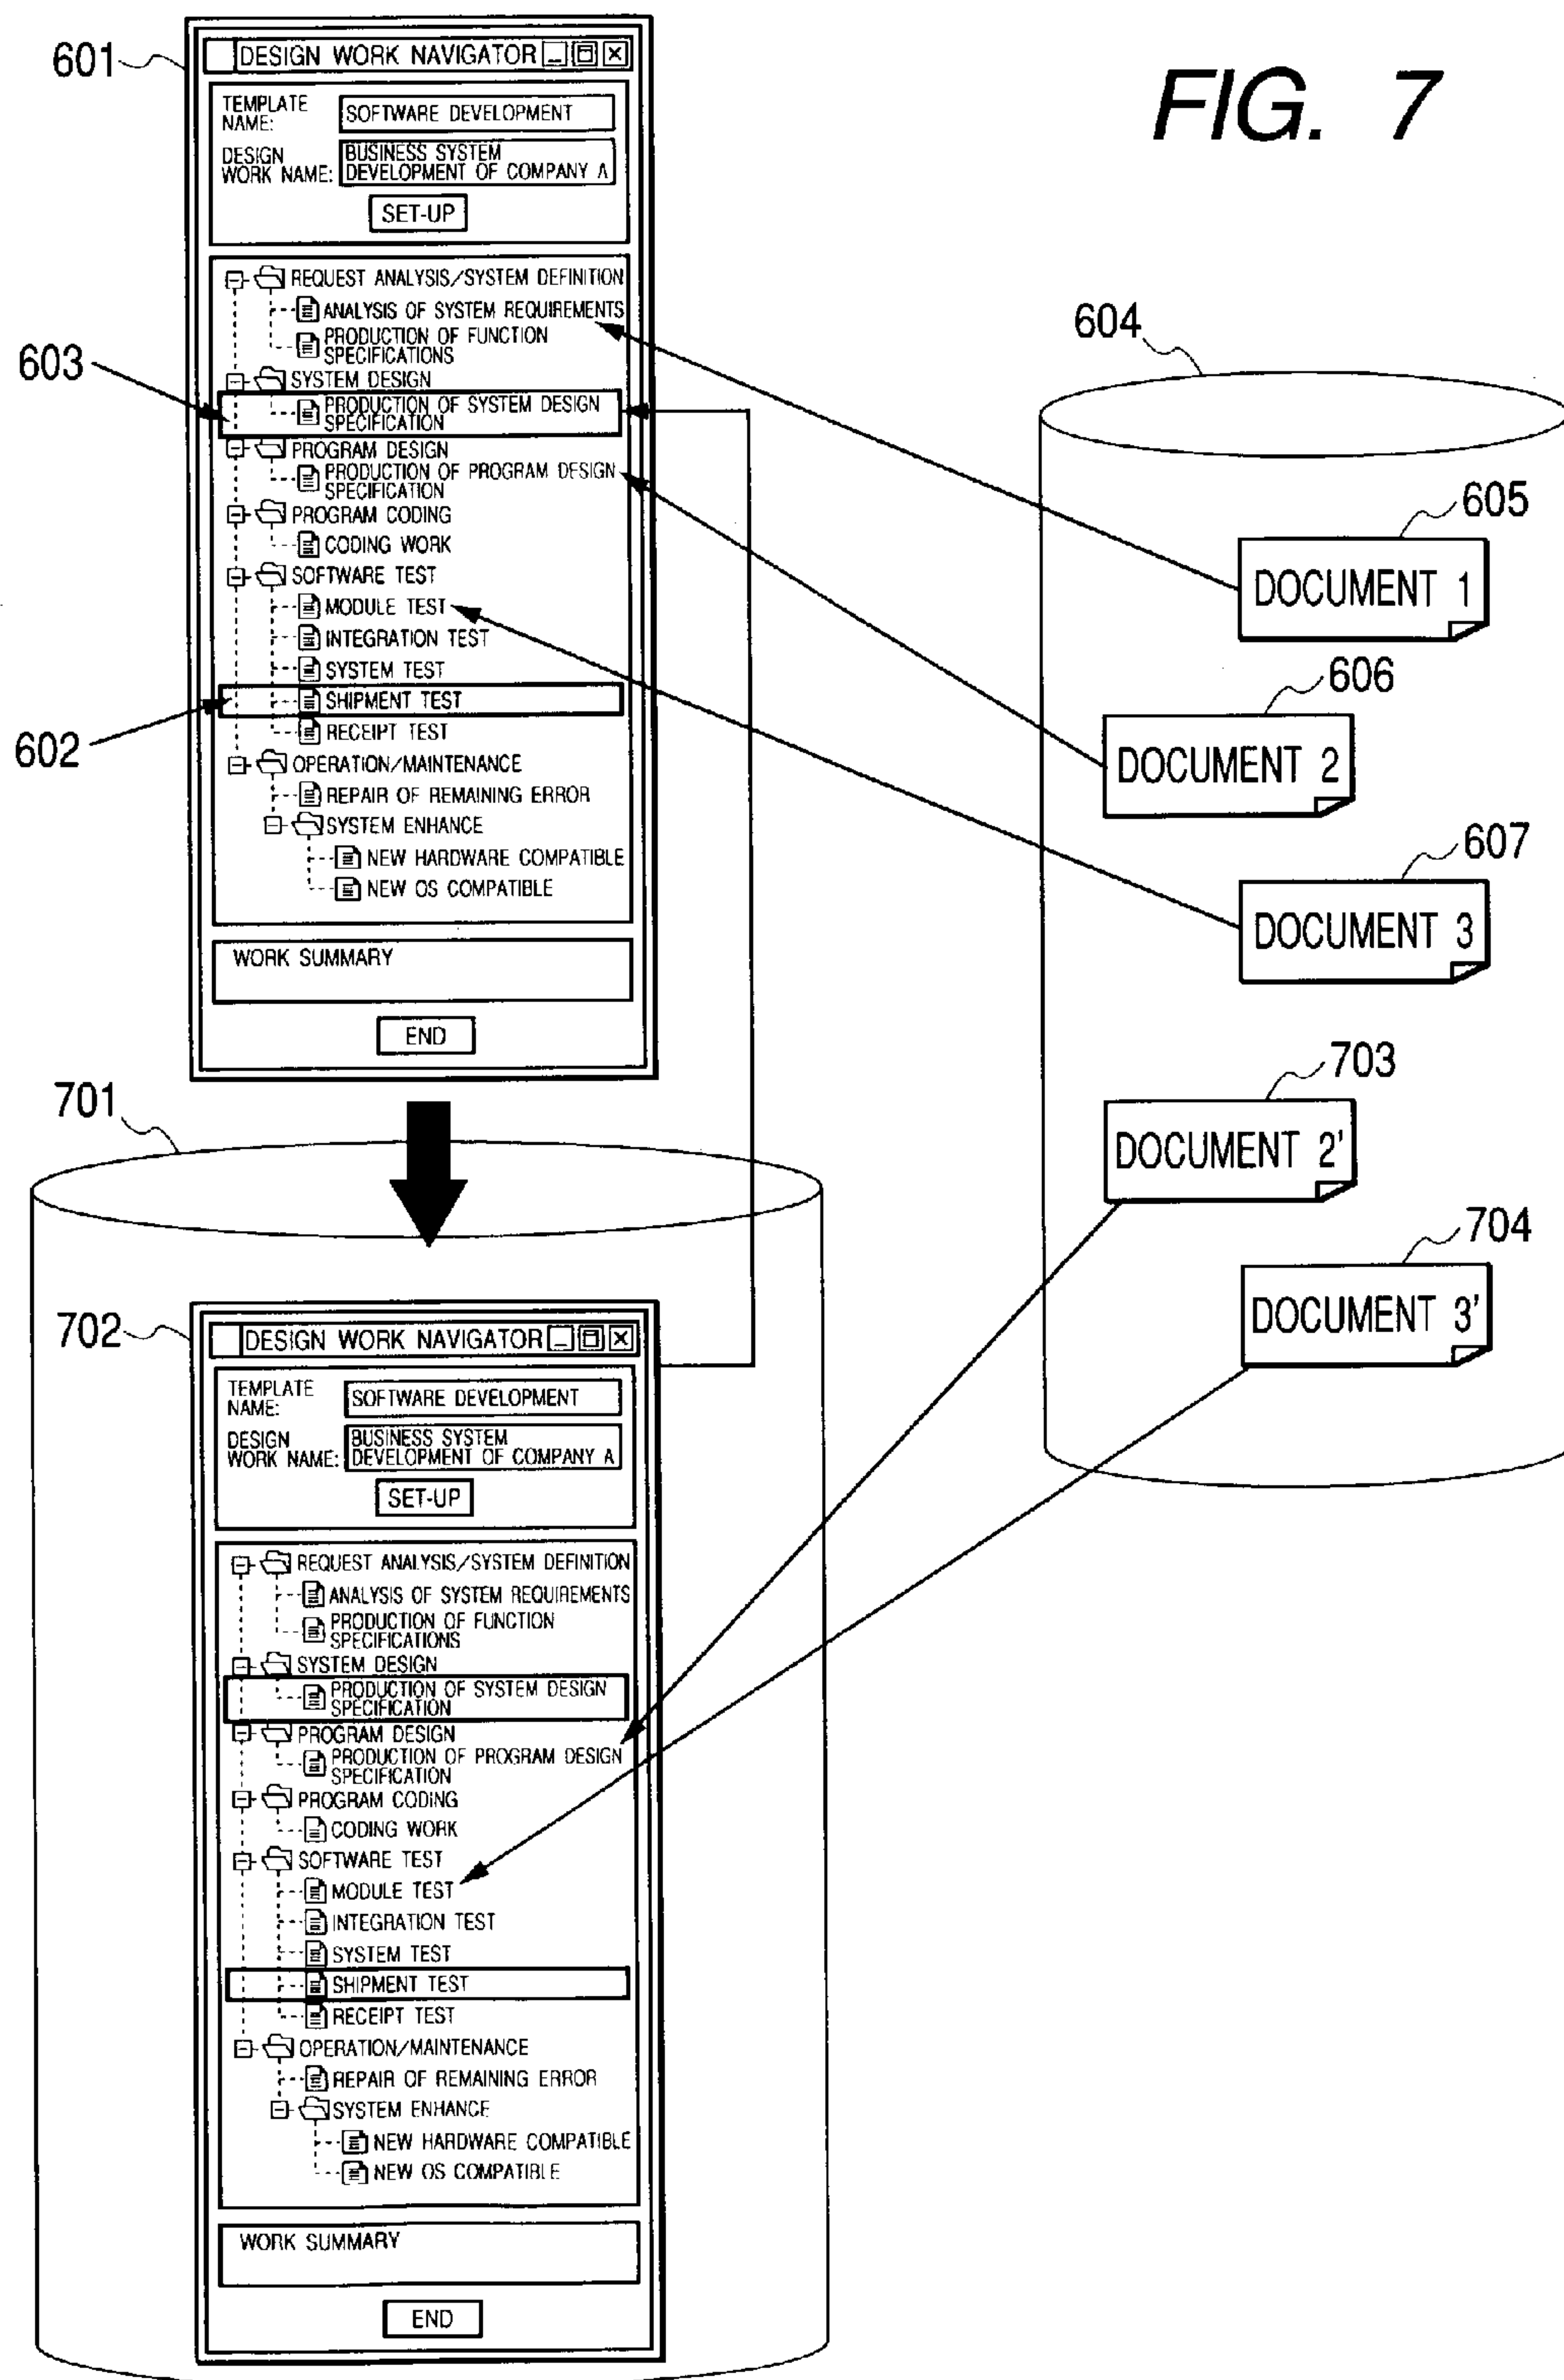 FIG. 7
601
DESIGN WORK NAVIGATOR
TEMPLATE
NAME:
SOFTWARE DEVELOPMENT
DESIGN
WORK NAME:
BUSINESS SYSTEM
DEVELOPMENT OF COMPANY A
SET-UP
REQUEST ANALYSIS/SYSTEM DEFINITION
ANALYSIS OF SYSTEM REQUIREMENTS
PRODUCTION OF FUNCTION
SPECIFICATIONS
603
SYSTEM DESIGN
PRODUCTION OF SYSTEM DESIGN
SPECIFICATION
PROGRAM DESIGN
PRODUCTION OF PROGRAM DESIGN
SPECIFICATION
PROGRAM CODING
CODING WORK
SOFTWARE TEST
MODULE TEST
INTEGRATION TEST
SYSTEM TEST
SHIPMENT TEST
602
RECEIPT TEST
OPERATION/MAINTENANCE
REPAIR OF REMAINING ERROR
SYSTEM ENHANCE
NEW HARDWARE COMPATIBLE
NEW OS COMPATIBLE
WORK SUMMARY
END
604
605
DOCUMENT 1
606
DOCUMENT 2
607
DOCUMENT 3
703
DOCUMENT 2'
704
DOCUMENT 3'
701
702
DESIGN WORK NAVIGATOR
TEMPLATE
NAME:
SOFTWARE DEVELOPMENT
DESIGN
WORK NAME:
BUSINESS SYSTEM
DEVELOPMENT OF COMPANY A
SET-UP
REQUEST ANALYSIS/SYSTEM DEFINITION
ANALYSIS OF SYSTEM REQUIREMENTS
PRODUCTION OF FUNCTION
SPECIFICATIONS
SYSTEM DESIGN
PRODUCTION OF SYSTEM DESIGN
SPECIFICATION
PROGRAM DESIGN
PRODUCTION OF PROGRAM DESIGN
SPECIFICATION
PROGRAM CODING
CODING WORK
SOFTWARE TEST
MODULE TEST
INTEGRATION TEST
SYSTEM TEST
SHIPMENT TEST
RECEIPT TEST
OPERATION/MAINTENANCE
REPAIR OF REMAINING ERROR
SYSTEM ENHANCE
NEW HARDWARE COMPATIBLE
NEW OS COMPATIBLE
WORK SUMMARY
END